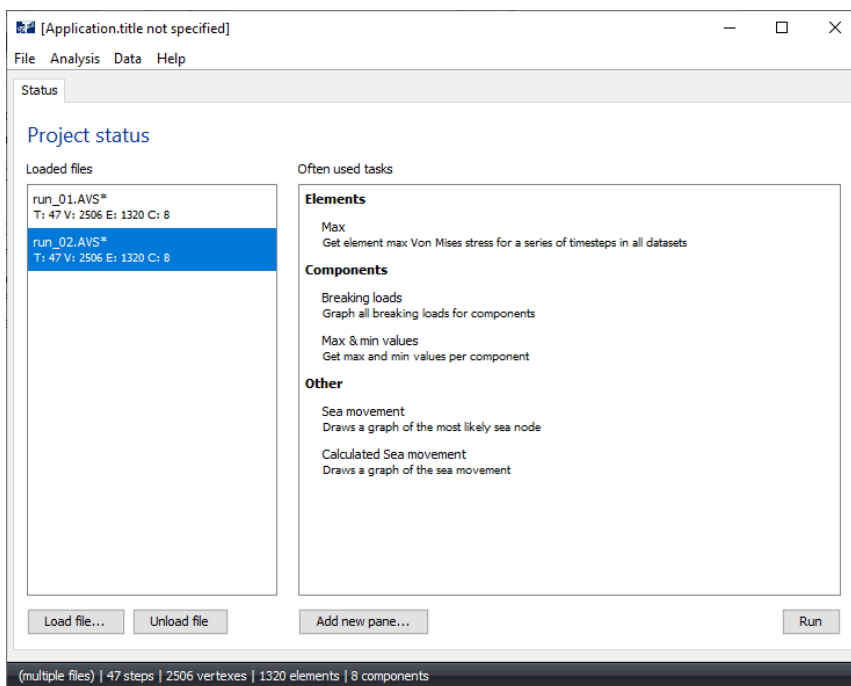 [Application.title not specified]
File Analysis Data Help
Status
Project status
Loaded files
run_01.AVS*
T: 47 V: 2506 E: 1320 C: 8
run_02.AVS*
T: 47 V: 2506 E: 1320 C: 8
Often used tasks
Elements
Max
Get element max Von Mises stress for a series of timesteps in all datasets
Components
Breaking loads
Graph all breaking loads for components
Max & min values
Get max and min values per component
Other
Sea movement
Draws a graph of the most likely sea node
Calculated Sea movement
Draws a graph of the sea movement
Load file... Unload file Add new pane... Run
(multiple files) | 47 steps | 2506 vertexes | 1320 elements | 8 components